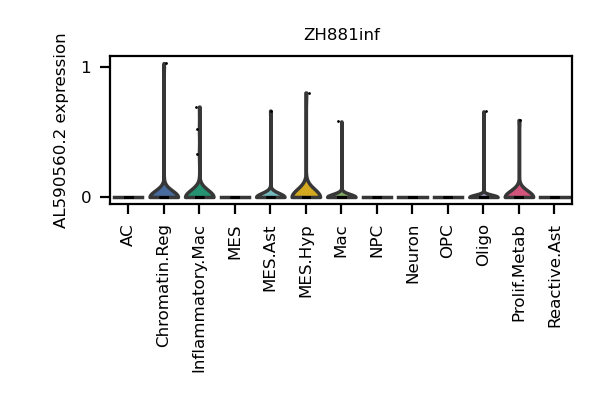 ZH881inf
AL590560.2 expression
1
0
AC
Chromatin.Reg
Inflammatory.Mac
MES
MES.Ast
MES.Hyp
Mac
NPC
Neuron
OPC
Oligo
Prolif.Metab
Reactive.Ast